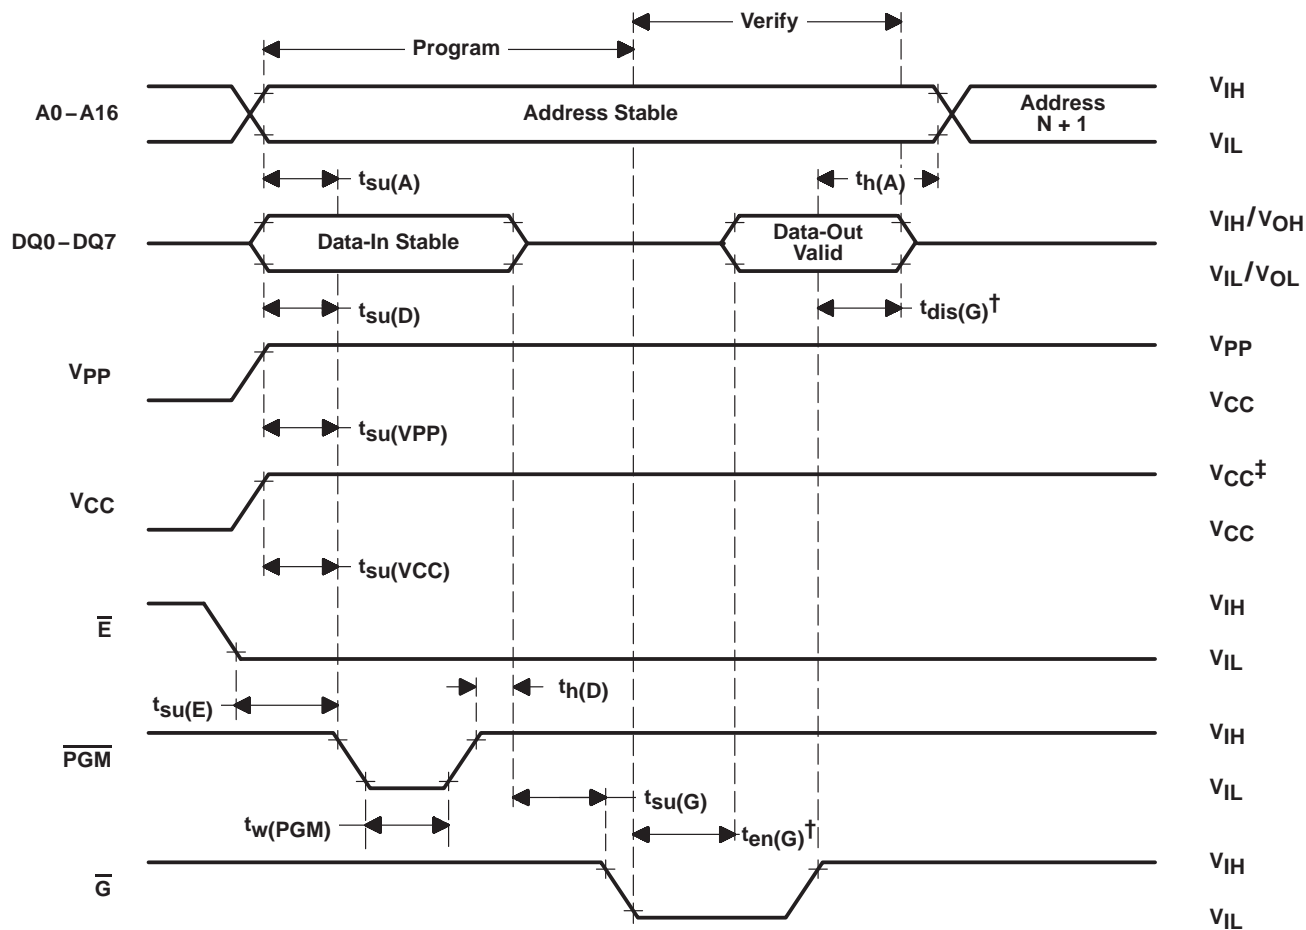 Verify
Program
A0–A16
Address Stable
Address
N + 1
VIH
VIL
tsu(A)
th(A)
DQ0–DQ7
Data-In Stable
Data-Out
Valid
VIH/VOH
VIL/VOL
tsu(D)
tdis(G)†
VPP
VPP
VCC
tsu(VPP)
VCC
VCC‡
VCC
tsu(VCC)
E̅
VIH
VIL
tsu(E)
th(D)
P̅G̅M̅
VIH
VIL
tsu(G)
tw(PGM)
ten(G)†
G̅
VIH
VIL